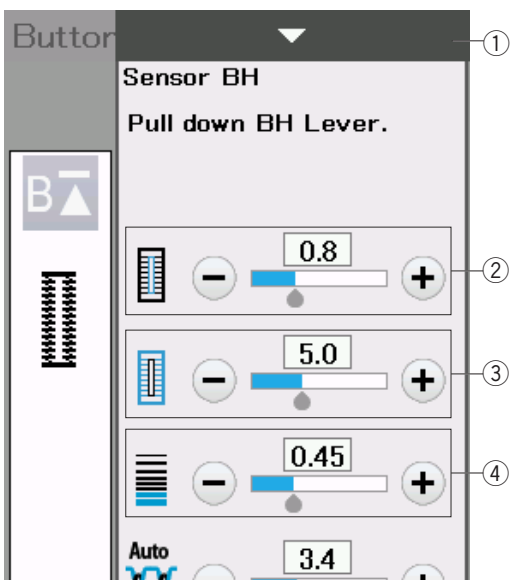 Button
①
Sensor BH
Pull down BH Lever.
B
0.8
②
5.0
③
0.45
④
Auto
3.4